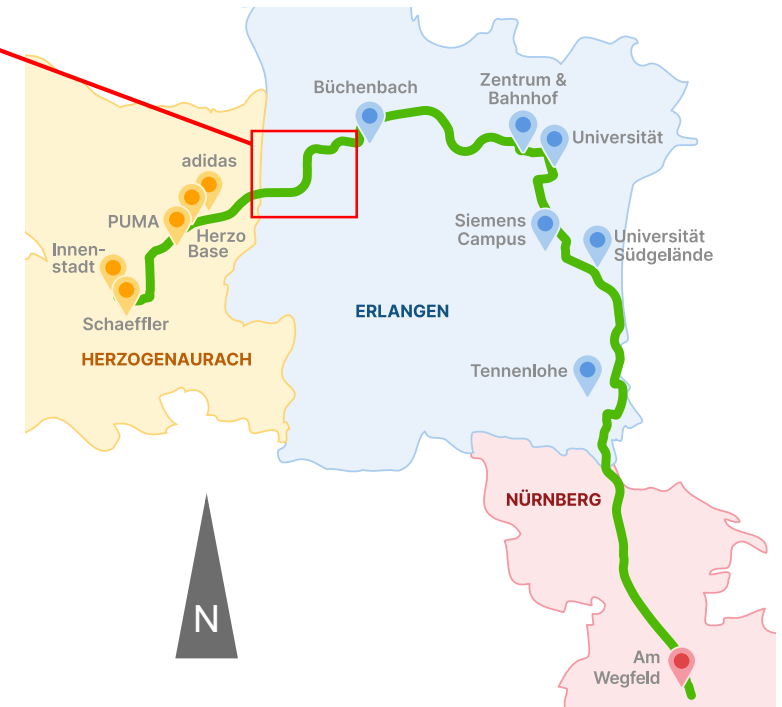 Büchenbach
Zentrum &
Bahnhof
Universität
adidas
PUMA
Herzo
Base
Innen-
stadt
Schaeffler
HERZOGENAURACH
Siemens
Campus
Universität
Südgelände
ERLANGEN
Tennenlohe
NÜRNBERG
N
Am
Wegfeld